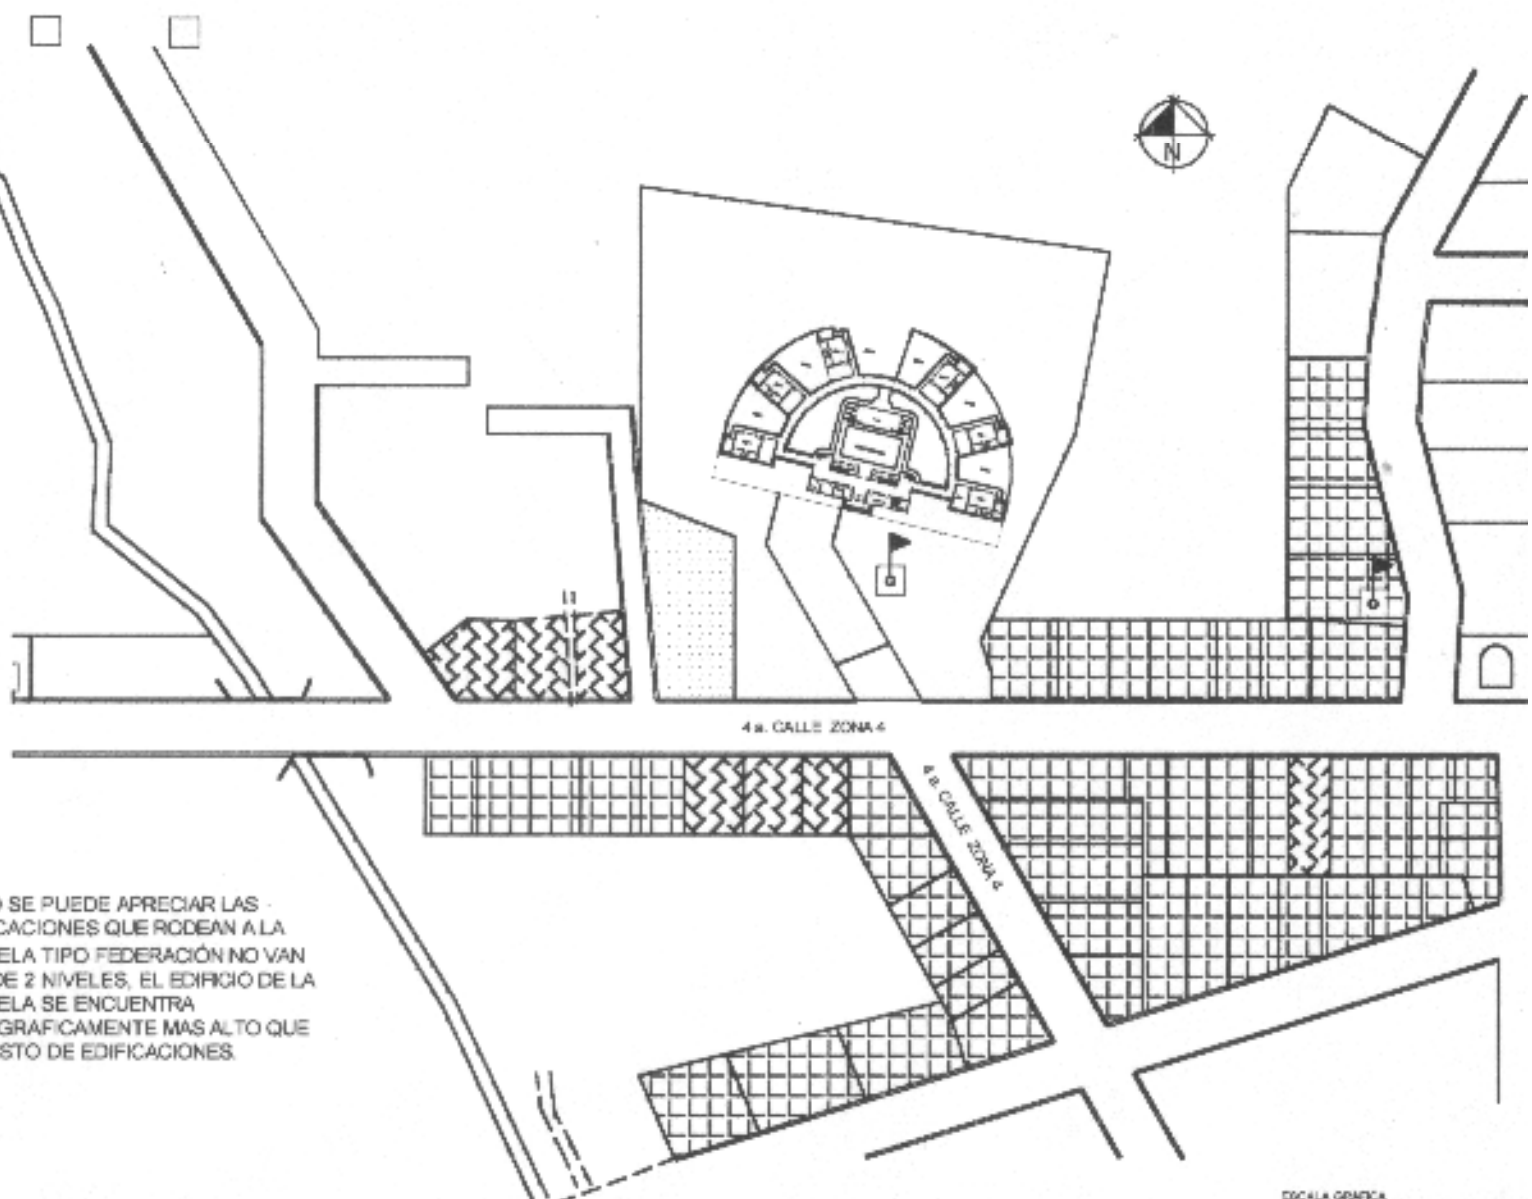 N
4 a. CALLE ZONA 4
4 a. CALLE ZONA 4
O SE PUEDE APRECIAR LAS
CACIONES QUE RODEAN A LA
ELA TIPO FEDERACIÓN NO VAN
DE 2 NIVELES, EL EDIFICIO DE LA
ELA SE ENCUENTRA
GRAFICAMENTE MAS ALTO QUE
STO DE EDIFICACIONES.
ESCALA GRAFICA